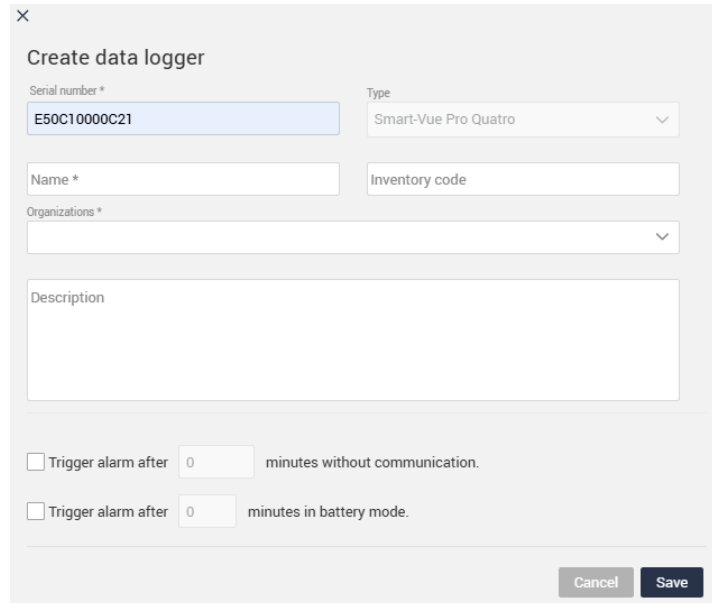 Create data logger
Serial number *
Type
E50C10000C21
Smart-Vue Pro Quatro
Name *
Inventory code
Organizations *
Description
Trigger alarm after 0 minutes without communication.
Trigger alarm after 0 minutes in battery mode.
Cancel Save